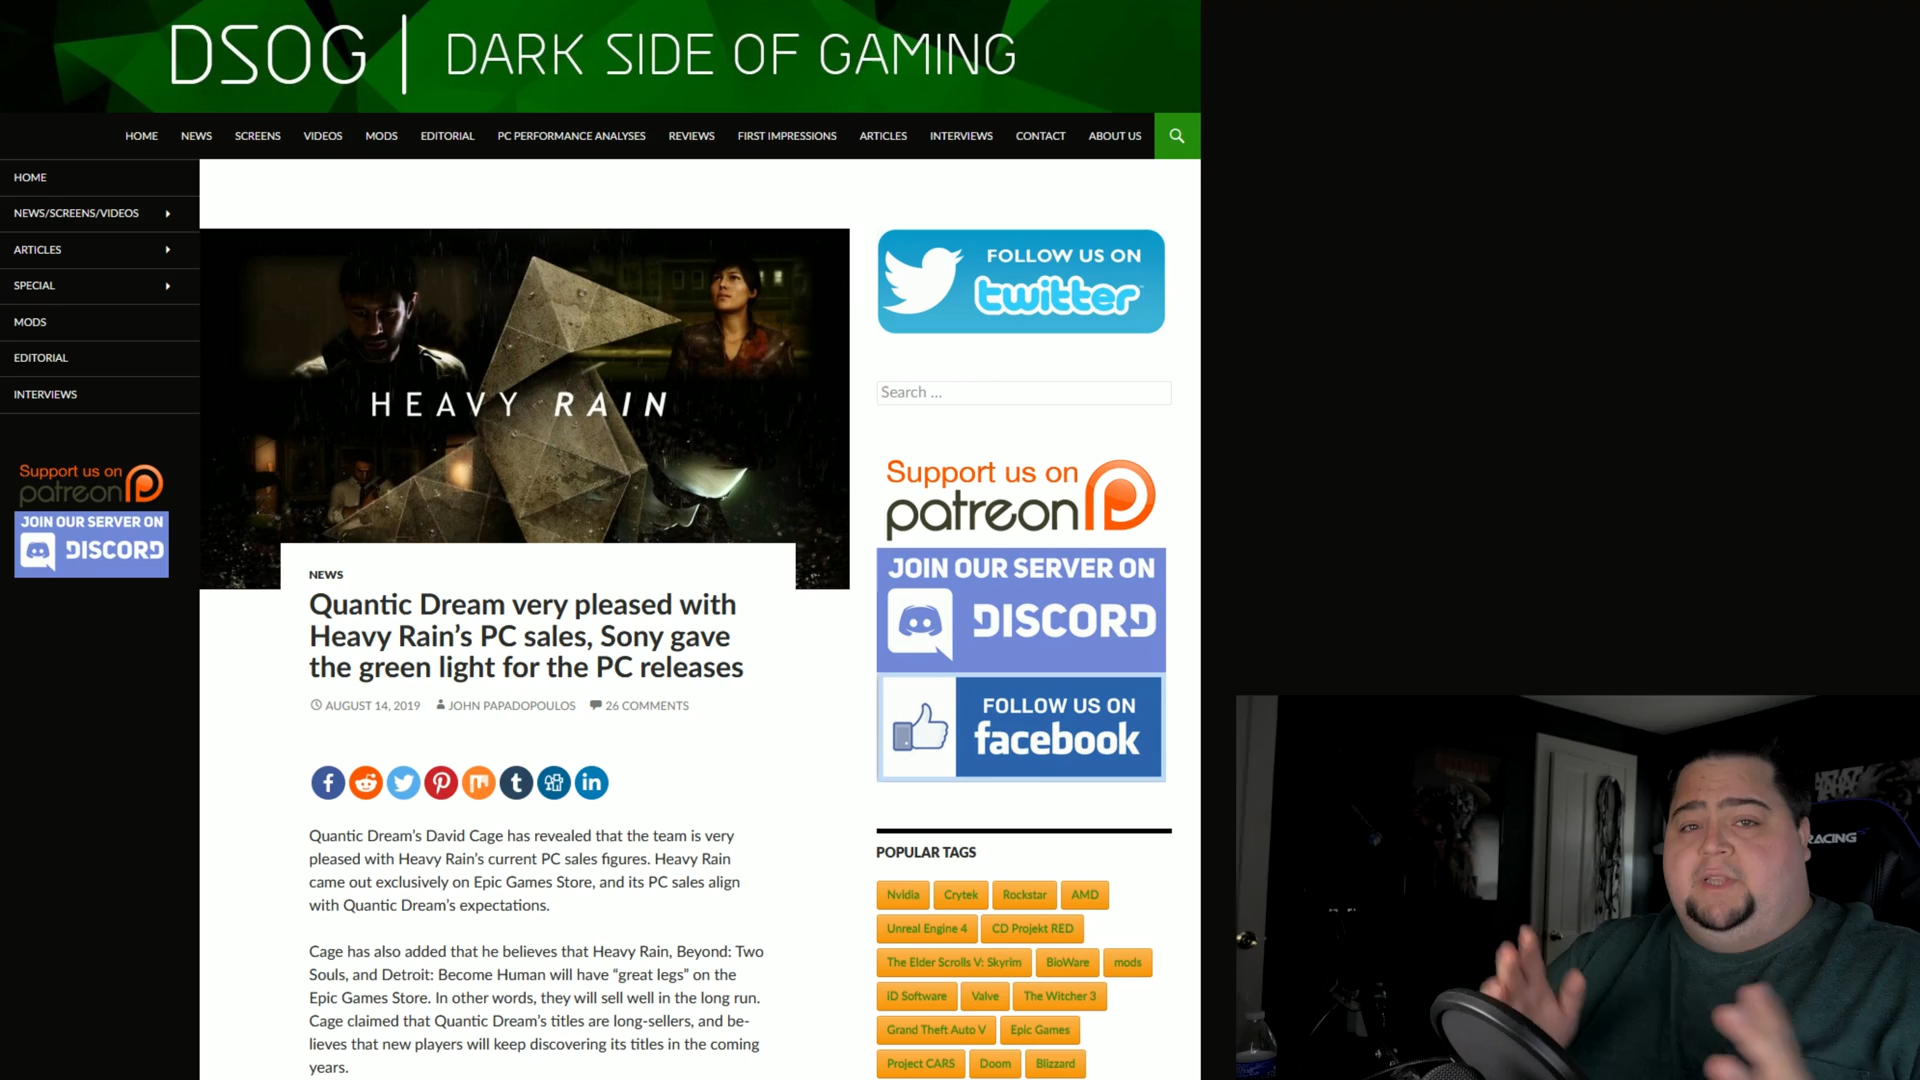 DSOG | DARK SIDE OF GAMING
HOME NEWS SCREENS VIDEOS MODS EDITORIAL PC PERFORMANCE ANALYSES REVIEWS FIRST IMPRESSIONS ARTICLES INTERVIEWS CONTACT ABOUT US
HOME
NEWS/SCREENS/VIDEOS
ARTICLES
SPECIAL
MODS
EDITORIAL
INTERVIEWS
Support us on
patreon
JOIN OUR SERVER ON
DISCORD
HEAVY RAIN
NEWS
Quantic Dream very pleased with
Heavy Rain’s PC sales, Sony gave
the green light for the PC releases
AUGUST 14, 2019 JOHN PAPADOPOULOS 26 COMMENTS
Quantic Dream’s David Cage has revealed that the team is very
pleased with Heavy Rain’s current PC sales figures. Heavy Rain
came out exclusively on Epic Games Store, and its PC sales align
with Quantic Dream’s expectations.
Cage has also added that he believes that Heavy Rain, Beyond: Two
Souls, and Detroit: Become Human will have “great legs” on the
Epic Games Store. In other words, they will sell well in the long run.
Cage claimed that Quantic Dream’s titles are long-sellers, and be-
lieves that new players will keep discovering its titles in the coming
years.
FOLLOW US ON
twitter
Search ...
Support us on
patreon
JOIN OUR SERVER ON
DISCORD
FOLLOW US ON
facebook
POPULAR TAGS
Nvidia Crytek Rockstar AMD
Unreal Engine 4 CD Projekt RED
The Elder Scrolls V: Skyrim BioWare mods
iD Software Valve The Witcher 3
Grand Theft Auto V Epic Games
Project CARS Doom Blizzard
RACING